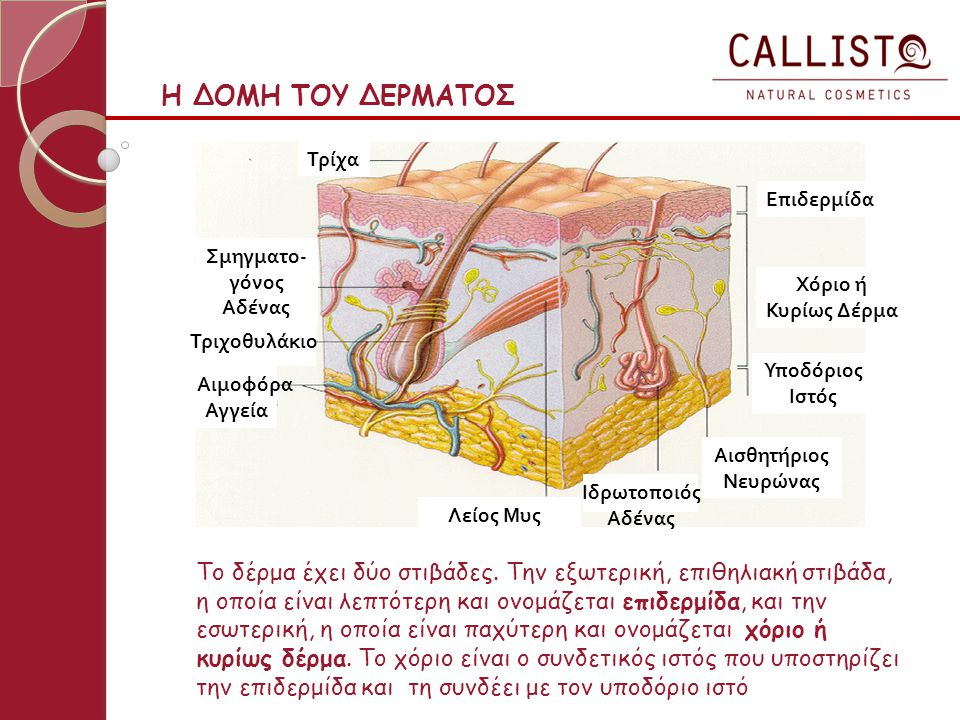 CALLISTO
NATURAL COSMETICS
Η ΔΟΜΗ ΤΟΥ ΔΕΡΜΑΤΟΣ
Τρίχα
Επιδερμίδα
Σμηγματο-
γόνος
Αδένας
Χόριο ή
Κυρίως Δέρμα
Τριχοθυλάκιο
Υποδόριος
Ιστός
Αιμοφόρα
Αγγεία
Αισθητήριος
Νευρώνας
Ιδρωτοποιός
Αδένας
Λείος Μυς
Το δέρμα έχει δύο στιβάδες. Την εξωτερική, επιθηλιακή στιβάδα,
η οποία είναι λεπτότερη και ονομάζεται επιδερμίδα, και την
εσωτερική, η οποία είναι παχύτερη και ονομάζεται χόριο ή
κυρίως δέρμα. Το χόριο είναι ο συνδετικός ιστός που υποστηρίζει
την επιδερμίδα και τη συνδέει με τον υποδόριο ιστό